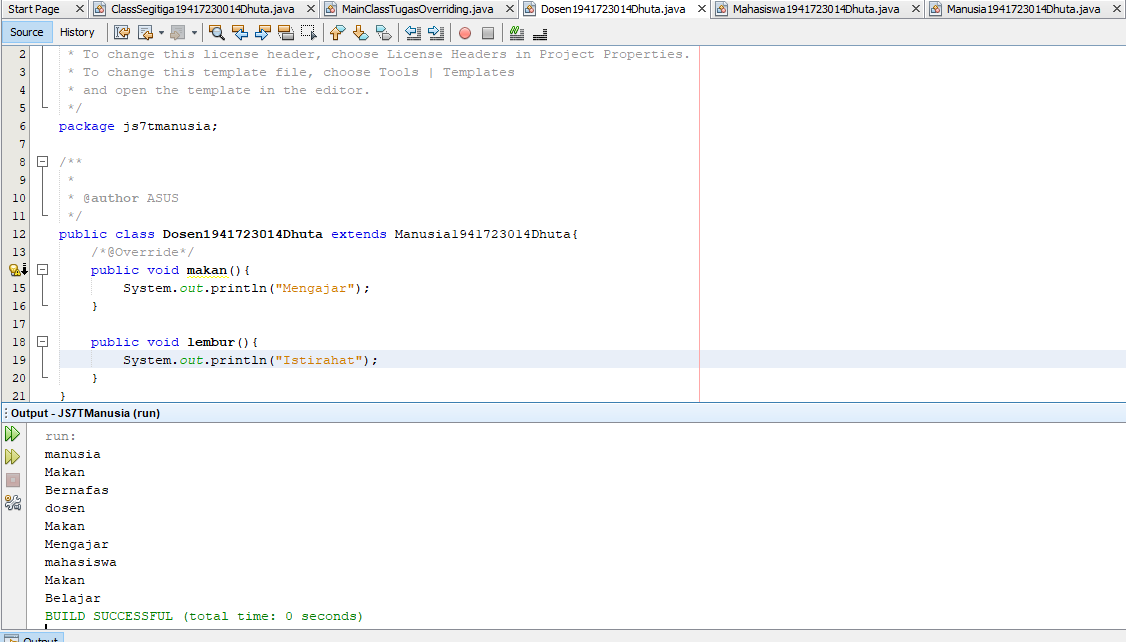 Start Page ClassSegitiga19417230014Dhuta.java MainClassTugasOverriding.java Dosen1941723014Dhuta.java Mahasiswa1941723014Dhuta.java Manusia1941723014Dhuta.java
Source History
2 * To change this license header, choose License Headers in Project Properties.
3 * To change this template file, choose Tools | Templates
4 * and open the template in the editor.
5 */
6 package js7tmanusia;
7
8 /**
9 *
10 * @author ASUS
11 */
12 public class Dosen1941723014Dhuta extends Manusia1941723014Dhuta{
13 /*@Override*/
public void makan(){
15 System.out.println("Mengajar");
16 }
17
18 public void lembur(){
19 System.out.println("Istirahat");
20 }
21 }
Output - JS7TManusia (run)
run:
manusia
Makan
Bernafas
dosen
Makan
Mengajar
mahasiswa
Makan
Belajar
BUILD SUCCESSFUL (total time: 0 seconds)
Output